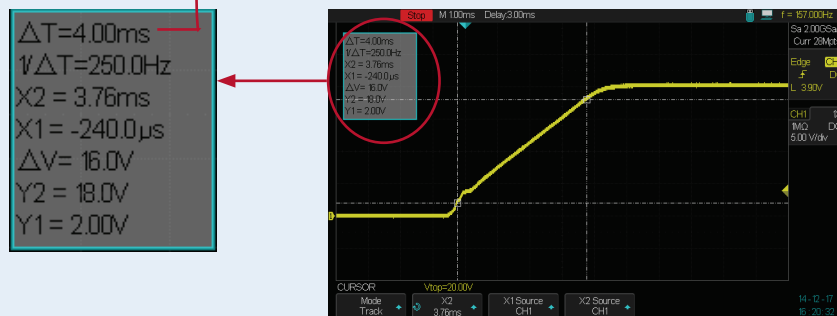 ΔT=4.00ms
1/ΔT=250.0Hz
X2 = 3.76ms
X1 = -240.0μs
ΔV= 16.0V
Y2 = 18.0V
Y1 = 2.00V
Stop M 1.00ms Delay:3.00ms f = 157.000Hz
ΔT=4.00ms
1/ΔT=250.0Hz
X2 = 3.76ms
X1 = -240.0μs
ΔV= 16.0V
Y2 = 18.0V
Y1 = 2.00V
Sa 2.00GSa
Curr 28Mpt
Edge CH
L 3.90V
CH1
1MΩ
5.00 V/div
CURSOR Vtop=20.00V
Mode X2 X1 Source X2 Source
Track 3.76ms CH1 CH1
14-12-17
16:20:32